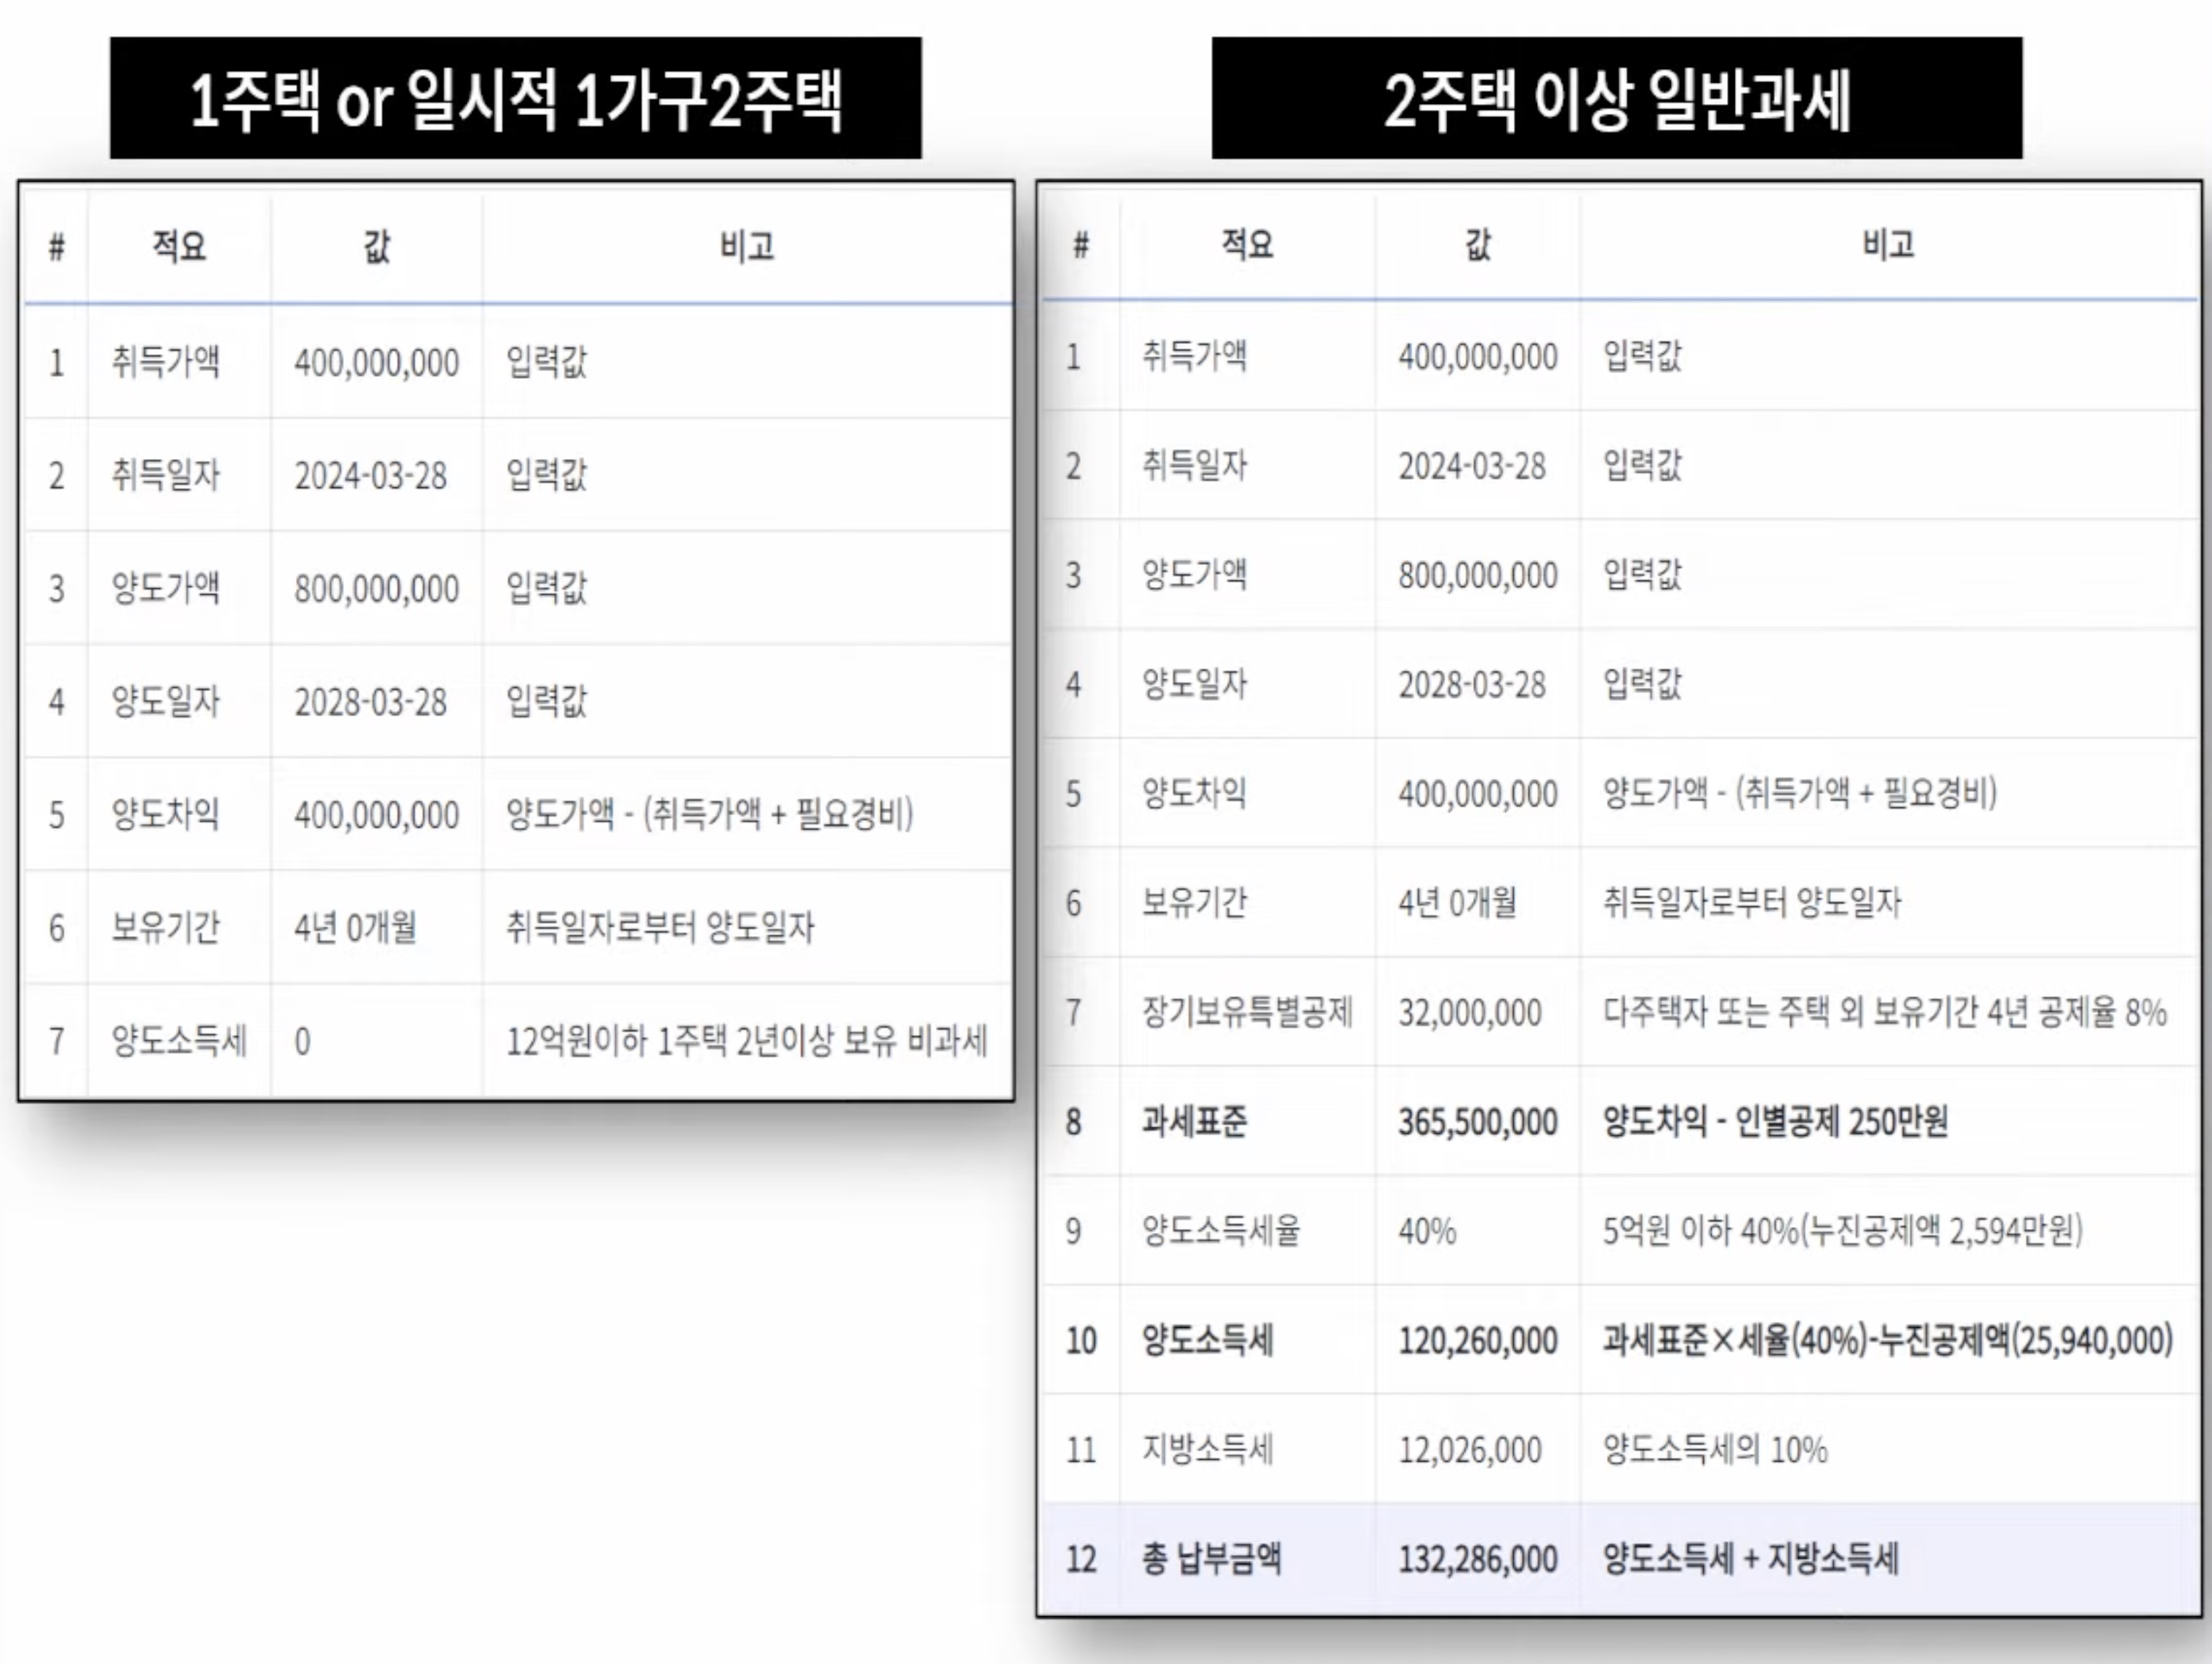 1주택 or 일시적 1가구2주택
# 적요 값 비고
1 취득가액 400,000,000 입력값
2 취득일자 2024-03-28 입력값
3 양도가액 800,000,000 입력값
4 양도일자 2028-03-28 입력값
5 양도차익 400,000,000 양도가액 - (취득가액 + 필요경비)
6 보유기간 4년 0개월 취득일자로부터 양도일자
7 양도소득세 0 12억원이하 1주택 2년이상 보유 비과세
2주택 이상 일반과세
# 적요 값 비고
1 취득가액 400,000,000 입력값
2 취득일자 2024-03-28 입력값
3 양도가액 800,000,000 입력값
4 양도일자 2028-03-28 입력값
5 양도차익 400,000,000 양도가액 - (취득가액 + 필요경비)
6 보유기간 4년 0개월 취득일자로부터 양도일자
7 장기보유특별공제 32,000,000 다주택자 또는 주택 외 보유기간 4년 공제율 8%
8 과세표준 365,500,000 양도차익 - 인별공제 250만원
9 양도소득세율 40% 5억원 이하 40%(누진공제액 2,594만원)
10 양도소득세 120,260,000 과세표준×세율(40%)-누진공제액(25,940,000)
11 지방소득세 12,026,000 양도소득세의 10%
12 총 납부금액 132,286,000 양도소득세 + 지방소득세